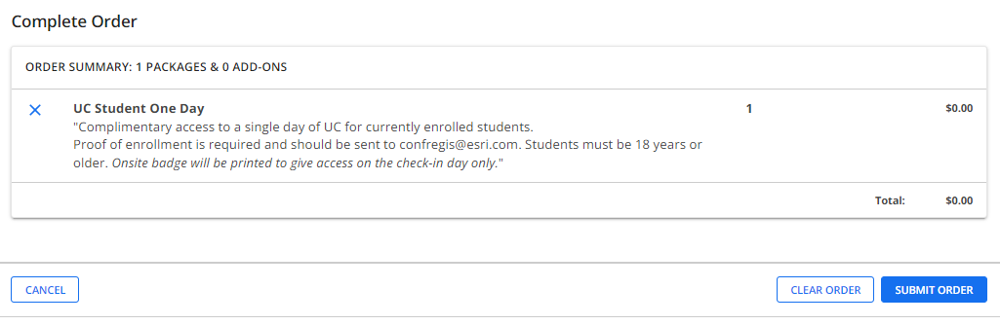 Complete Order
ORDER SUMMARY: 1 PACKAGES & 0 ADD-ONS
UC Student One Day 1 $0.00
"Complimentary access to a single day of UC for currently enrolled students.
Proof of enrollment is required and should be sent to confregis@esri.com. Students must be 18 years or
older. Onsite badge will be printed to give access on the check-in day only."
Total: $0.00
CANCEL CLEAR ORDER SUBMIT ORDER